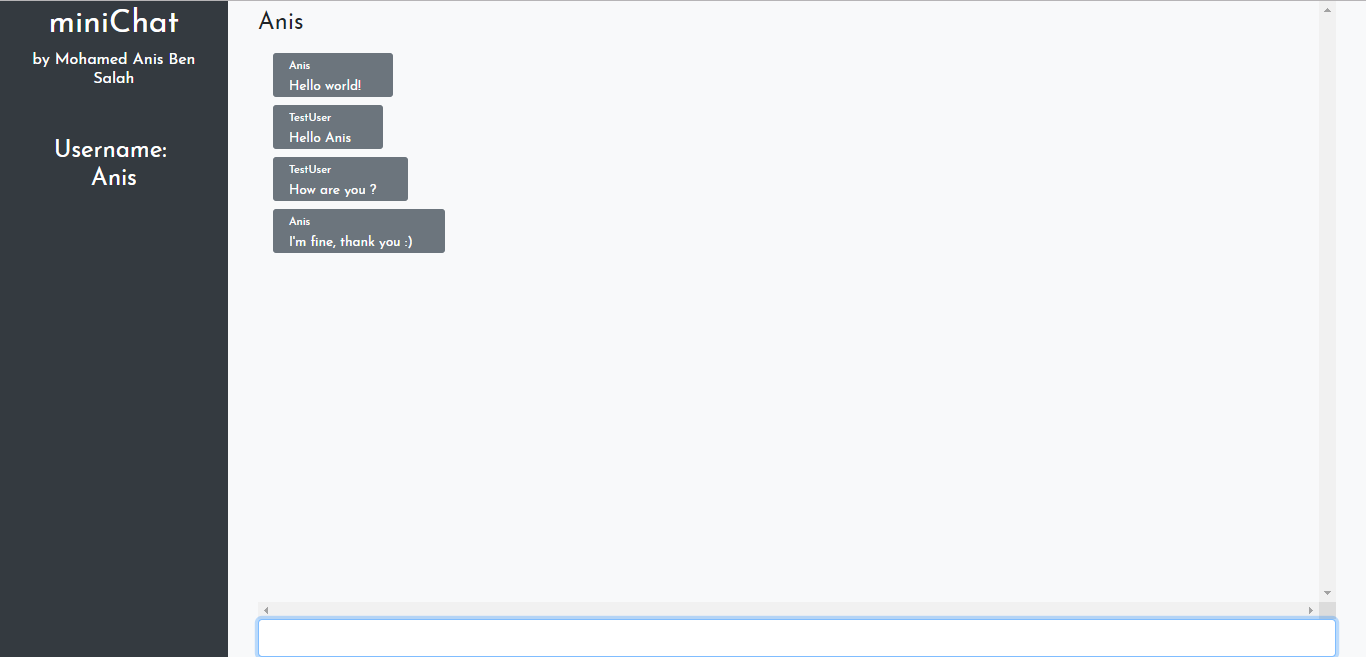 miniChat
by Mohamed Anis Ben
Salah
Username:
Anis
Anis
Anis
Hello world!
TestUser
Hello Anis
TestUser
How are you ?
Anis
I'm fine, thank you :)